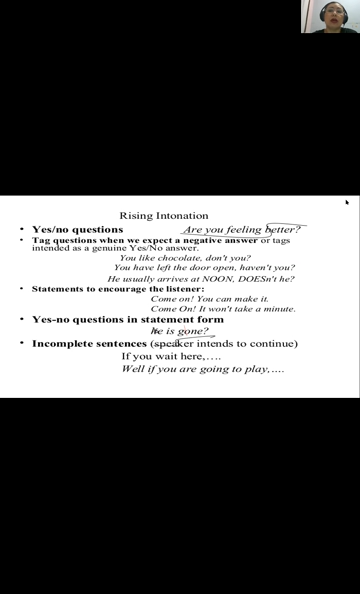 Rising Intonation
• Yes/no questions Are you feeling better?
• Tag questions when we expect a negative answer or tags
intended as a genuine Yes/No answer.
You like chocolate, don't you?
You have left the door open, haven't you?
He usually arrives at NOON, DOESn't he?
• Statements to encourage the listener:
Come on! You can make it.
Come On! It won't take a minute.
• Yes-no questions in statement form
he is gone?
• Incomplete sentences (speaker intends to continue)
If you wait here,….
Well if you are going to play,….